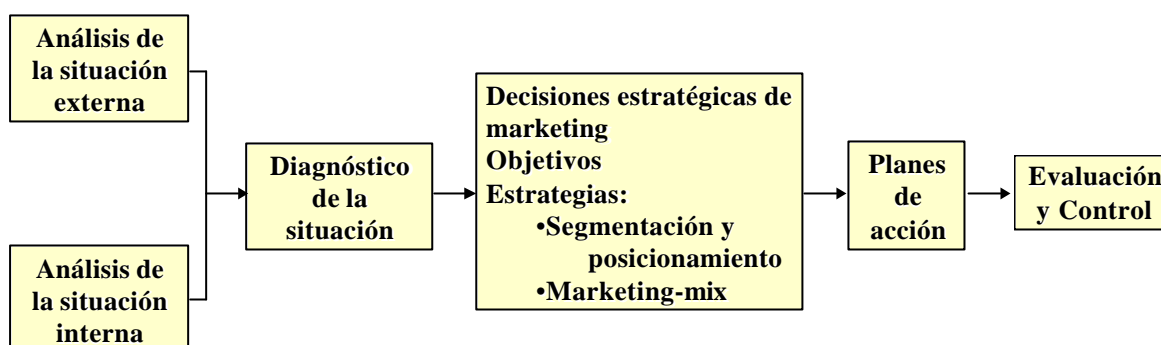 Análisis de
la situación
externa
Análisis de
la situación
interna
Diagnóstico
de la
situación
Decisiones estratégicas de
marketing
Objetivos
Estrategias:
•Segmentación y
posicionamiento
•Marketing-mix
Planes
de
acción
Evaluación
y Control